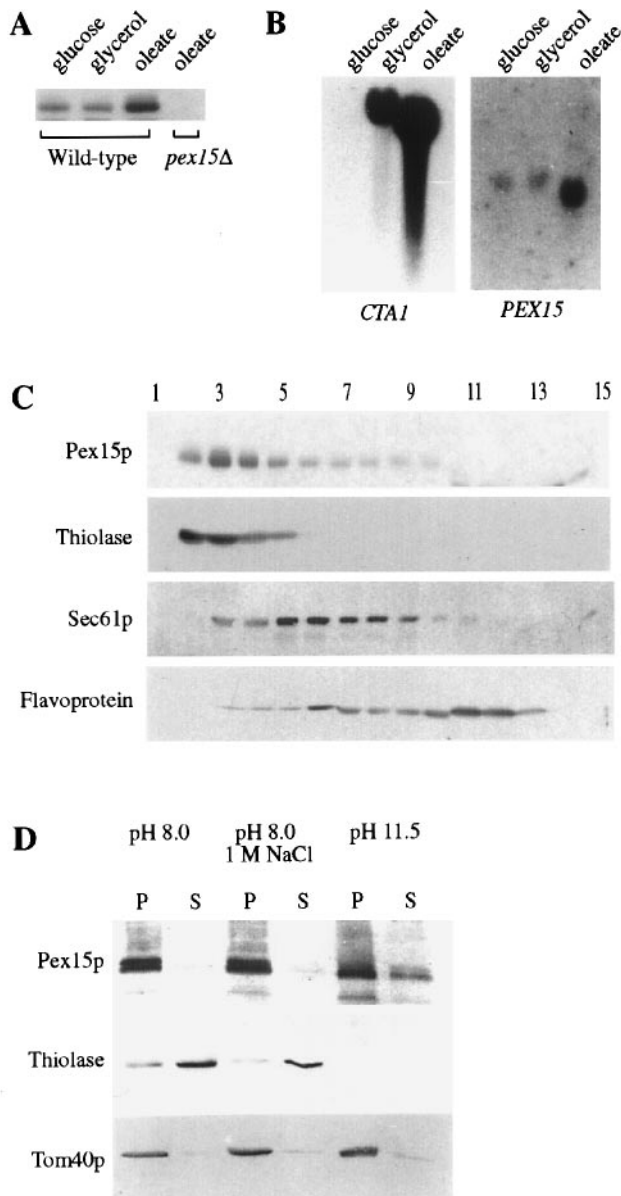 A
glucose glycerol oleate oleate
Wild-type pex15Δ
B
glucose glycerol oleate glucose glycerol oleate
CTA1 PEX15
C
1 3 5 7 9 11 13 15
Pex15p
Thiolase
Sec61p
Flavoprotein
D
pH 8.0 pH 8.0 pH 11.5
1 M NaCl
P S P S P S
Pex15p
Thiolase
Tom40p